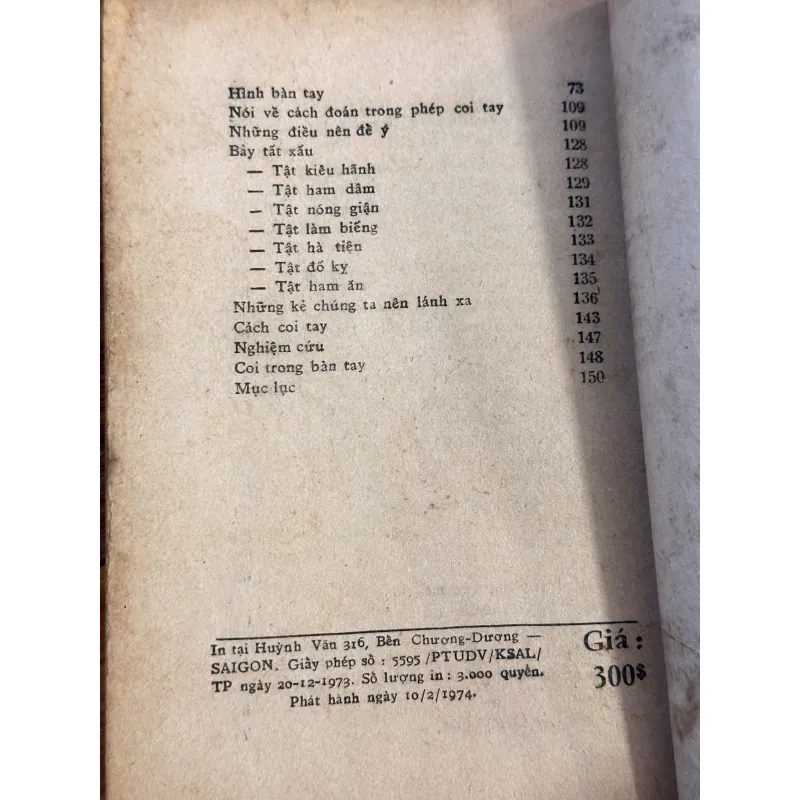 Hình bàn tay 73
Nói về cách đoán trong phép coi tay 109
Những điều nên để ý 109
Bảy tất xấu 128
— Tật kiêu hãnh 128
— Tật ham dâm 129
— Tật nóng giận 131
— Tật làm biếng 132
— Tật hà tiện 133
— Tật đố kỵ 134
— Tật ham ăn 135
Những kẻ chúng ta nên lánh xa 136
Cách coi tay 143
Nghiệm cứu 147
Coi trong bàn tay 148
Mục lục 150
In tại Huỳnh Văn 316, Bến Chương-Dương —
SAIGON. Giấy phép số : 5595 /PTUDV/KSAL/
TP ngày 20-12-1973. Số lượng in : 3.000 quyển.
Phát hành ngày 10/2/1974.
Giá :
300$